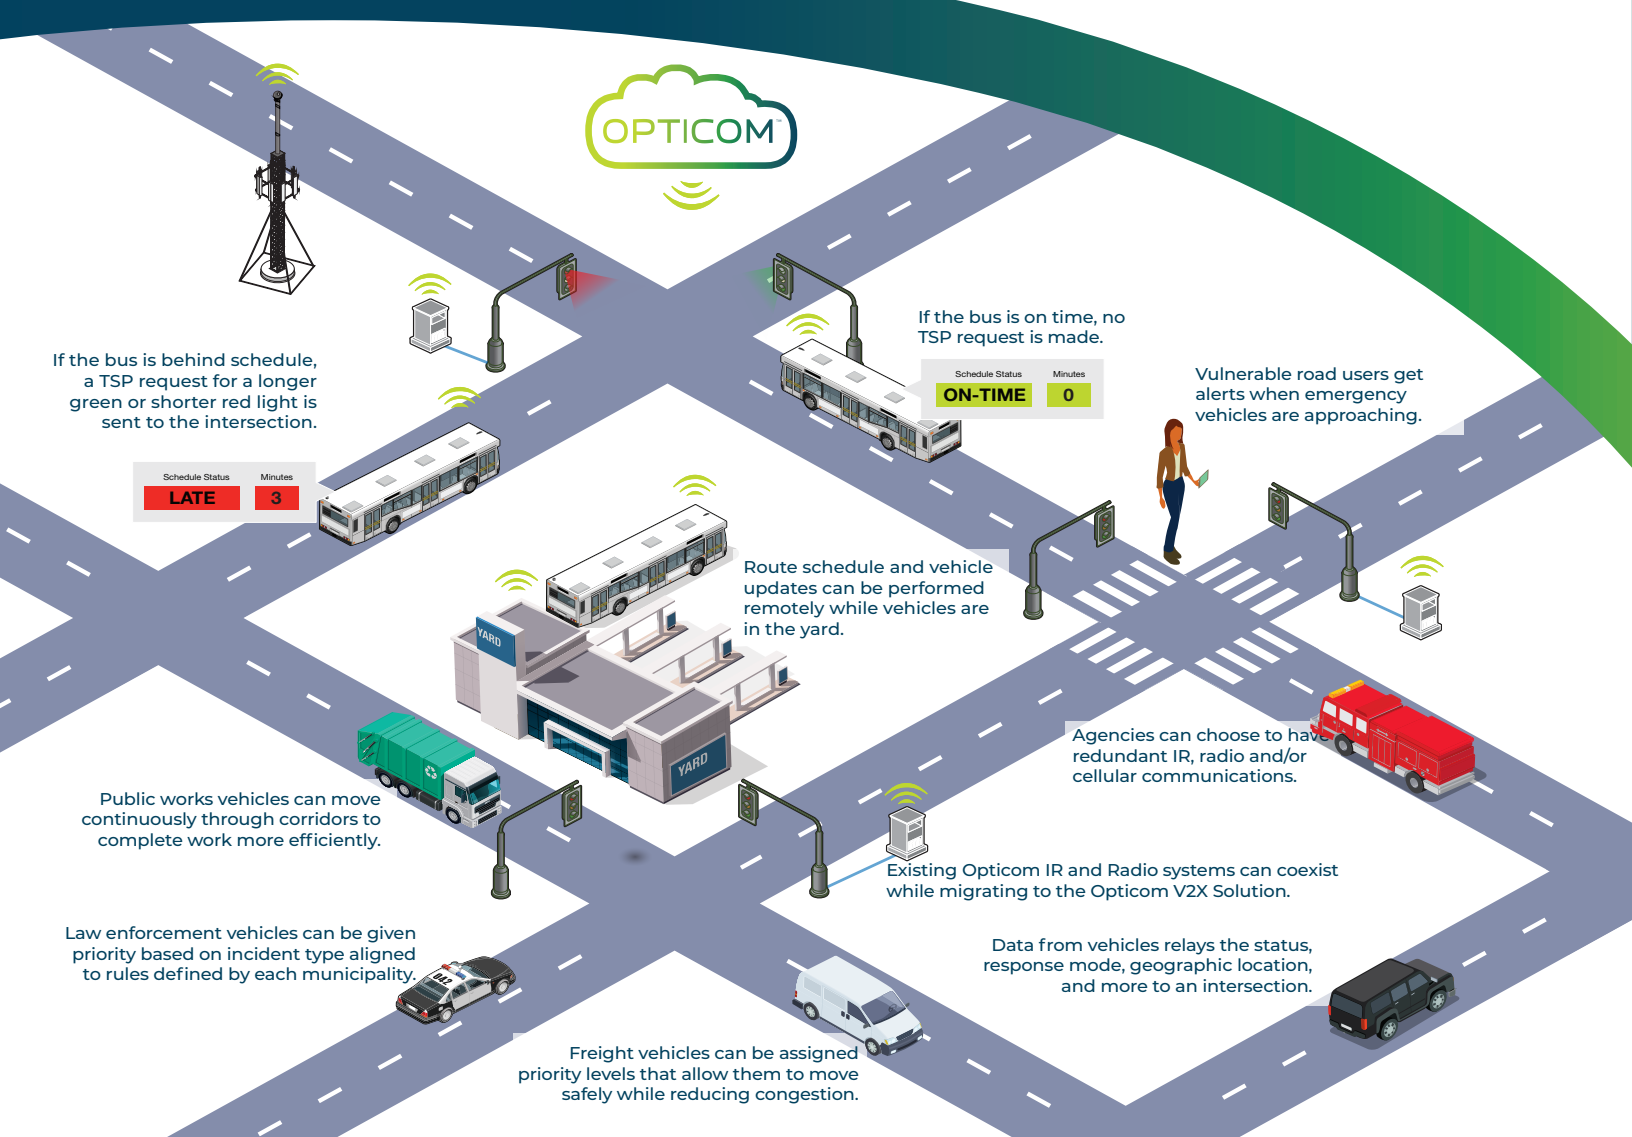 OPTICOM™
If the bus is on time, no
TSP request is made.
Schedule Status Minutes
ON-TIME 0
If the bus is behind schedule,
a TSP request for a longer
green or shorter red light is
sent to the intersection.
Schedule Status Minutes
LATE 3
Vulnerable road users get
alerts when emergency
vehicles are approaching.
Route schedule and vehicle
updates can be performed
remotely while vehicles are
in the yard.
YARD
YARD
Agencies can choose to have
redundant IR, radio and/or
cellular communications.
Public works vehicles can move
continuously through corridors to
complete work more efficiently.
Existing Opticom IR and Radio systems can coexist
while migrating to the Opticom V2X Solution.
Law enforcement vehicles can be given
priority based on incident type aligned
to rules defined by each municipality.
042
Data from vehicles relays the status,
response mode, geographic location,
and more to an intersection.
Freight vehicles can be assigned
priority levels that allow them to move
safely while reducing congestion.